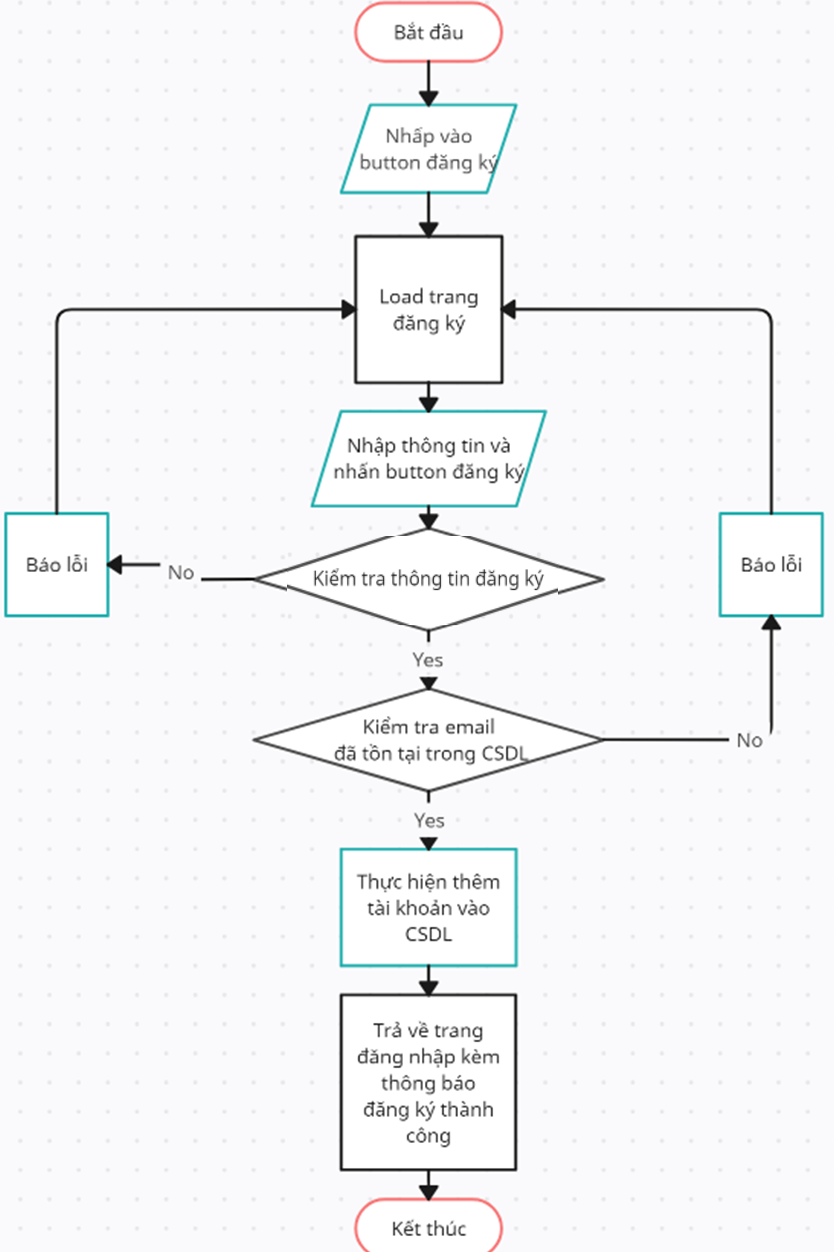 Bắt đầu
Nhấp vào
button đăng ký
Load trang
đăng ký
Nhập thông tin và
nhấn button đăng ký
Báo lỗi
No
Kiểm tra thông tin đăng ký
Báo lỗi
Yes
Kiểm tra email
đã tồn tại trong CSDL
No
Yes
Thực hiện thêm
tài khoản vào
CSDL
Trả về trang
đăng nhập kèm
thông báo
đăng ký thành
công
Kết thúc